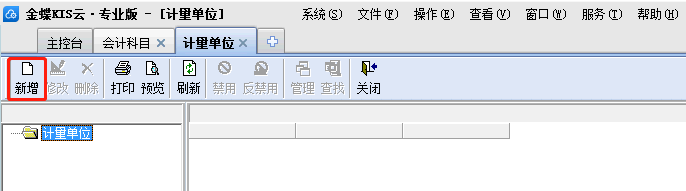 金蝶KIS云·专业版 - [计量单位] 系统(S) 文件(F) 操作(E) 查看(V) 窗口(W) 服务(T) 帮助(H)
主控台 会计科目 计量单位
新增 修改 删除 打印 预览 刷新 禁用 反禁用 管理 查找 关闭
计量单位